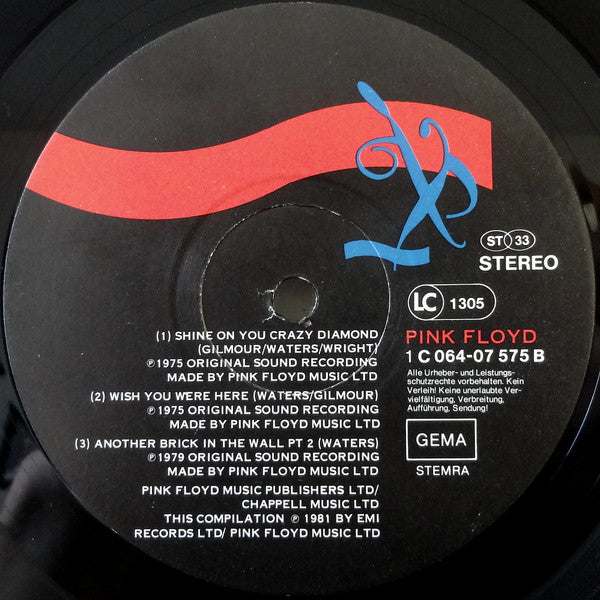 ST 33
STEREO
LC 1305
PINK FLOYD
1 C 064-07 575 B
Alle Urheber- und Leistungs-
schutzrechte vorbehalten. Kein
Verleih! Keine unerlaubte Ver-
vielfältigung, Verbreitung,
Aufführung, Sendung!
GEMA
STEMRA
(1) SHINE ON YOU CRAZY DIAMOND
(GILMOUR/WATERS/WRIGHT)
℗1975 ORIGINAL SOUND RECORDING
MADE BY PINK FLOYD MUSIC LTD
(2) WISH YOU WERE HERE (WATERS/GILMOUR)
℗1975 ORIGINAL SOUND RECORDING
MADE BY PINK FLOYD MUSIC LTD
(3) ANOTHER BRICK IN THE WALL PT 2 (WATERS)
℗1979 ORIGINAL SOUND RECORDING
MADE BY PINK FLOYD MUSIC LTD
PINK FLOYD MUSIC PUBLISHERS LTD/
CHAPPELL MUSIC LTD
THIS COMPILATION ℗ 1981 BY EMI
RECORDS LTD/ PINK FLOYD MUSIC LTD